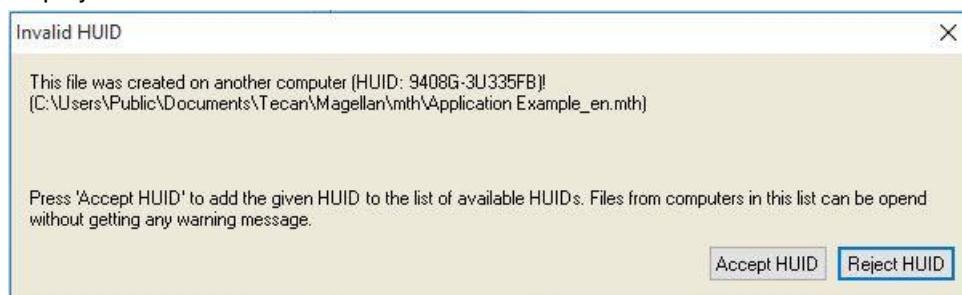 Invalid HUID
This file was created on another computer (HUID: 9408G-3U335FB)!
(C:\Users\Public\Documents\Tecan\Magellan\mth\Application Example_en.mth)
Press 'Accept HUID' to add the given HUID to the list of available HUIDs. Files from computers in this list can be opend
without getting any warning message.
Accept HUID Reject HUID